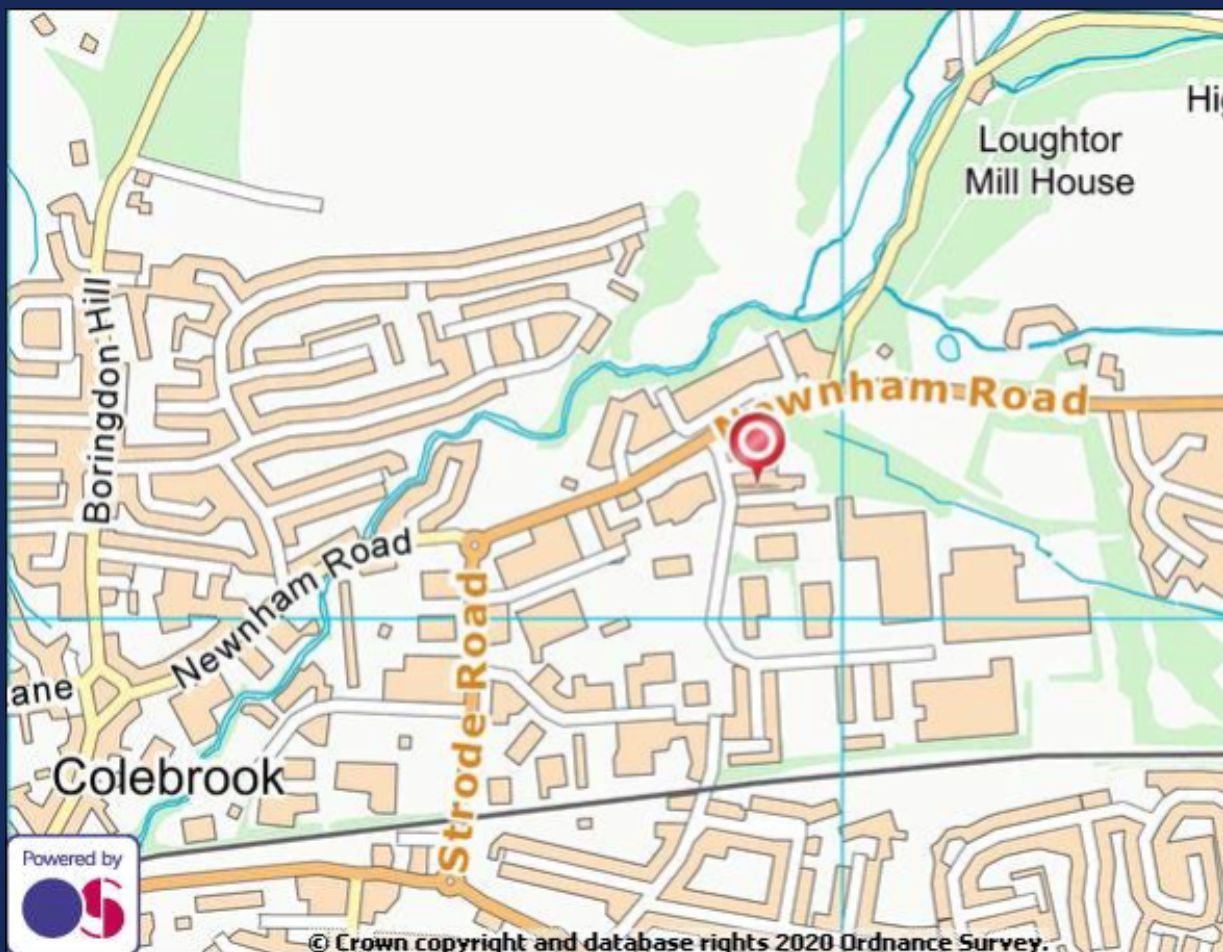 Hi
Loughtor
Mill House
Boringdon Hill
Newnham Road
Newnham Road
Strode Road
ane
Colebrook
Powered by
OS
© Crown copyright and database rights 2020 Ordnance Survey.